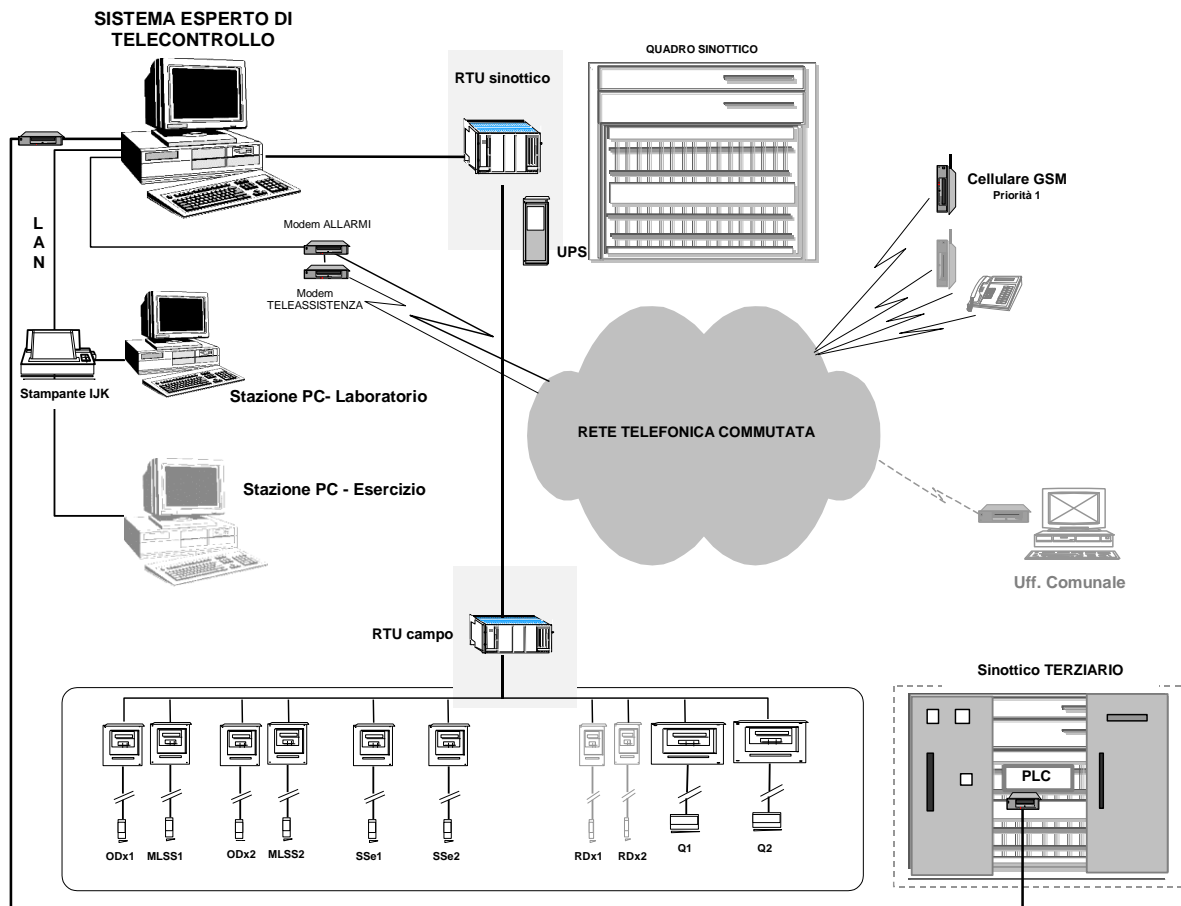 SISTEMA ESPERTO DI
TELECONTROLLO
QUADRO SINOTTICO
RTU sinottico
Cellulare GSM
Priorità 1
L
A
N
Modem ALLARMI
UPS
Modem
TELEASSISTENZA
Stampante IJK
Stazione PC- Laboratorio
RETE TELEFONICA COMMUTATA
Stazione PC - Esercizio
Uff. Comunale
RTU campo
Sinottico TERZIARIO
PLC
ODx1
MLSS1
ODx2
MLSS2
SSe1
SSe2
RDx1
RDx2
Q1
Q2